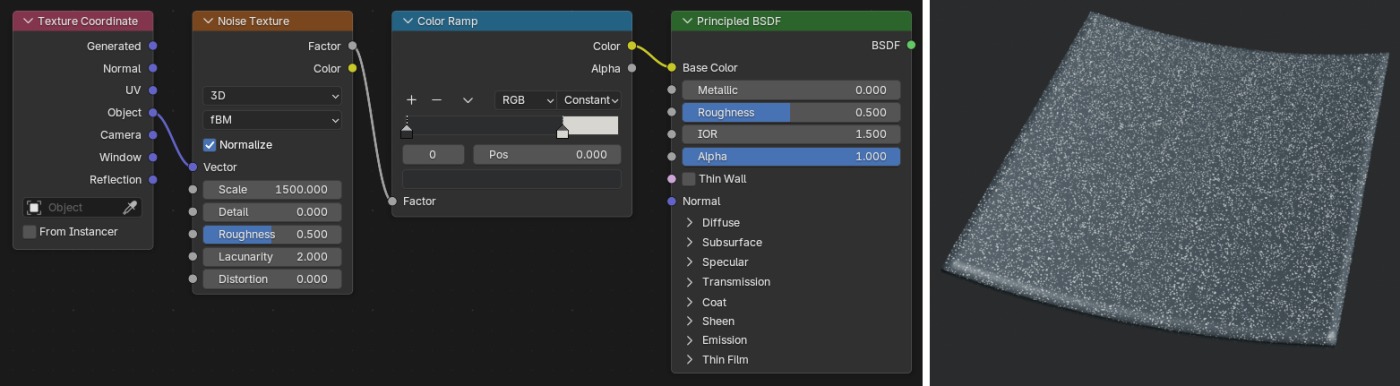 Texture Coordinate
Generated
Normal
UV
Object
Camera
Window
Reflection
Object
From Instancer
Noise Texture
Factor
Color
3D
fBM
Normalize
Vector
Scale 1500.000
Detail 0.000
Roughness 0.500
Lacunarity 2.000
Distortion 0.000
Color Ramp
Color
Alpha
RGB Constant
0 Pos 0.000
Factor
Principled BSDF
BSDF
Base Color
Metallic 0.000
Roughness 0.500
IOR 1.500
Alpha 1.000
Thin Wall
Normal
Diffuse
Subsurface
Specular
Transmission
Coat
Sheen
Emission
Thin Film